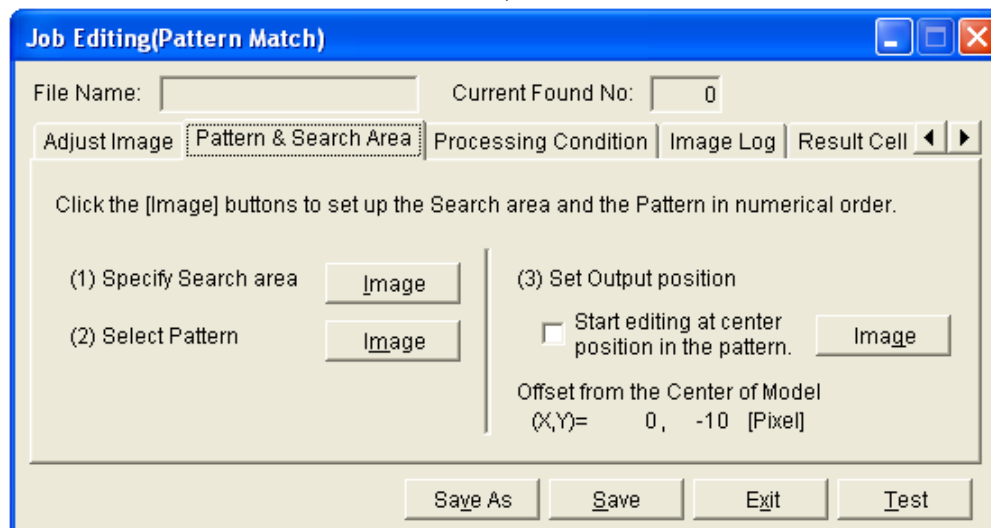 Job Editing(Pattern Match)
File Name: Current Found No: 0
Adjust Image Pattern & Search Area Processing Condition Image Log Result Cell
Click the [Image] buttons to set up the Search area and the Pattern in numerical order.
(1) Specify Search area Image
(2) Select Pattern Image
(3) Set Output position
Start editing at center
position in the pattern. Image
Offset from the Center of Model
(X,Y)= 0, -10 [Pixel]
Save As Save Exit Test